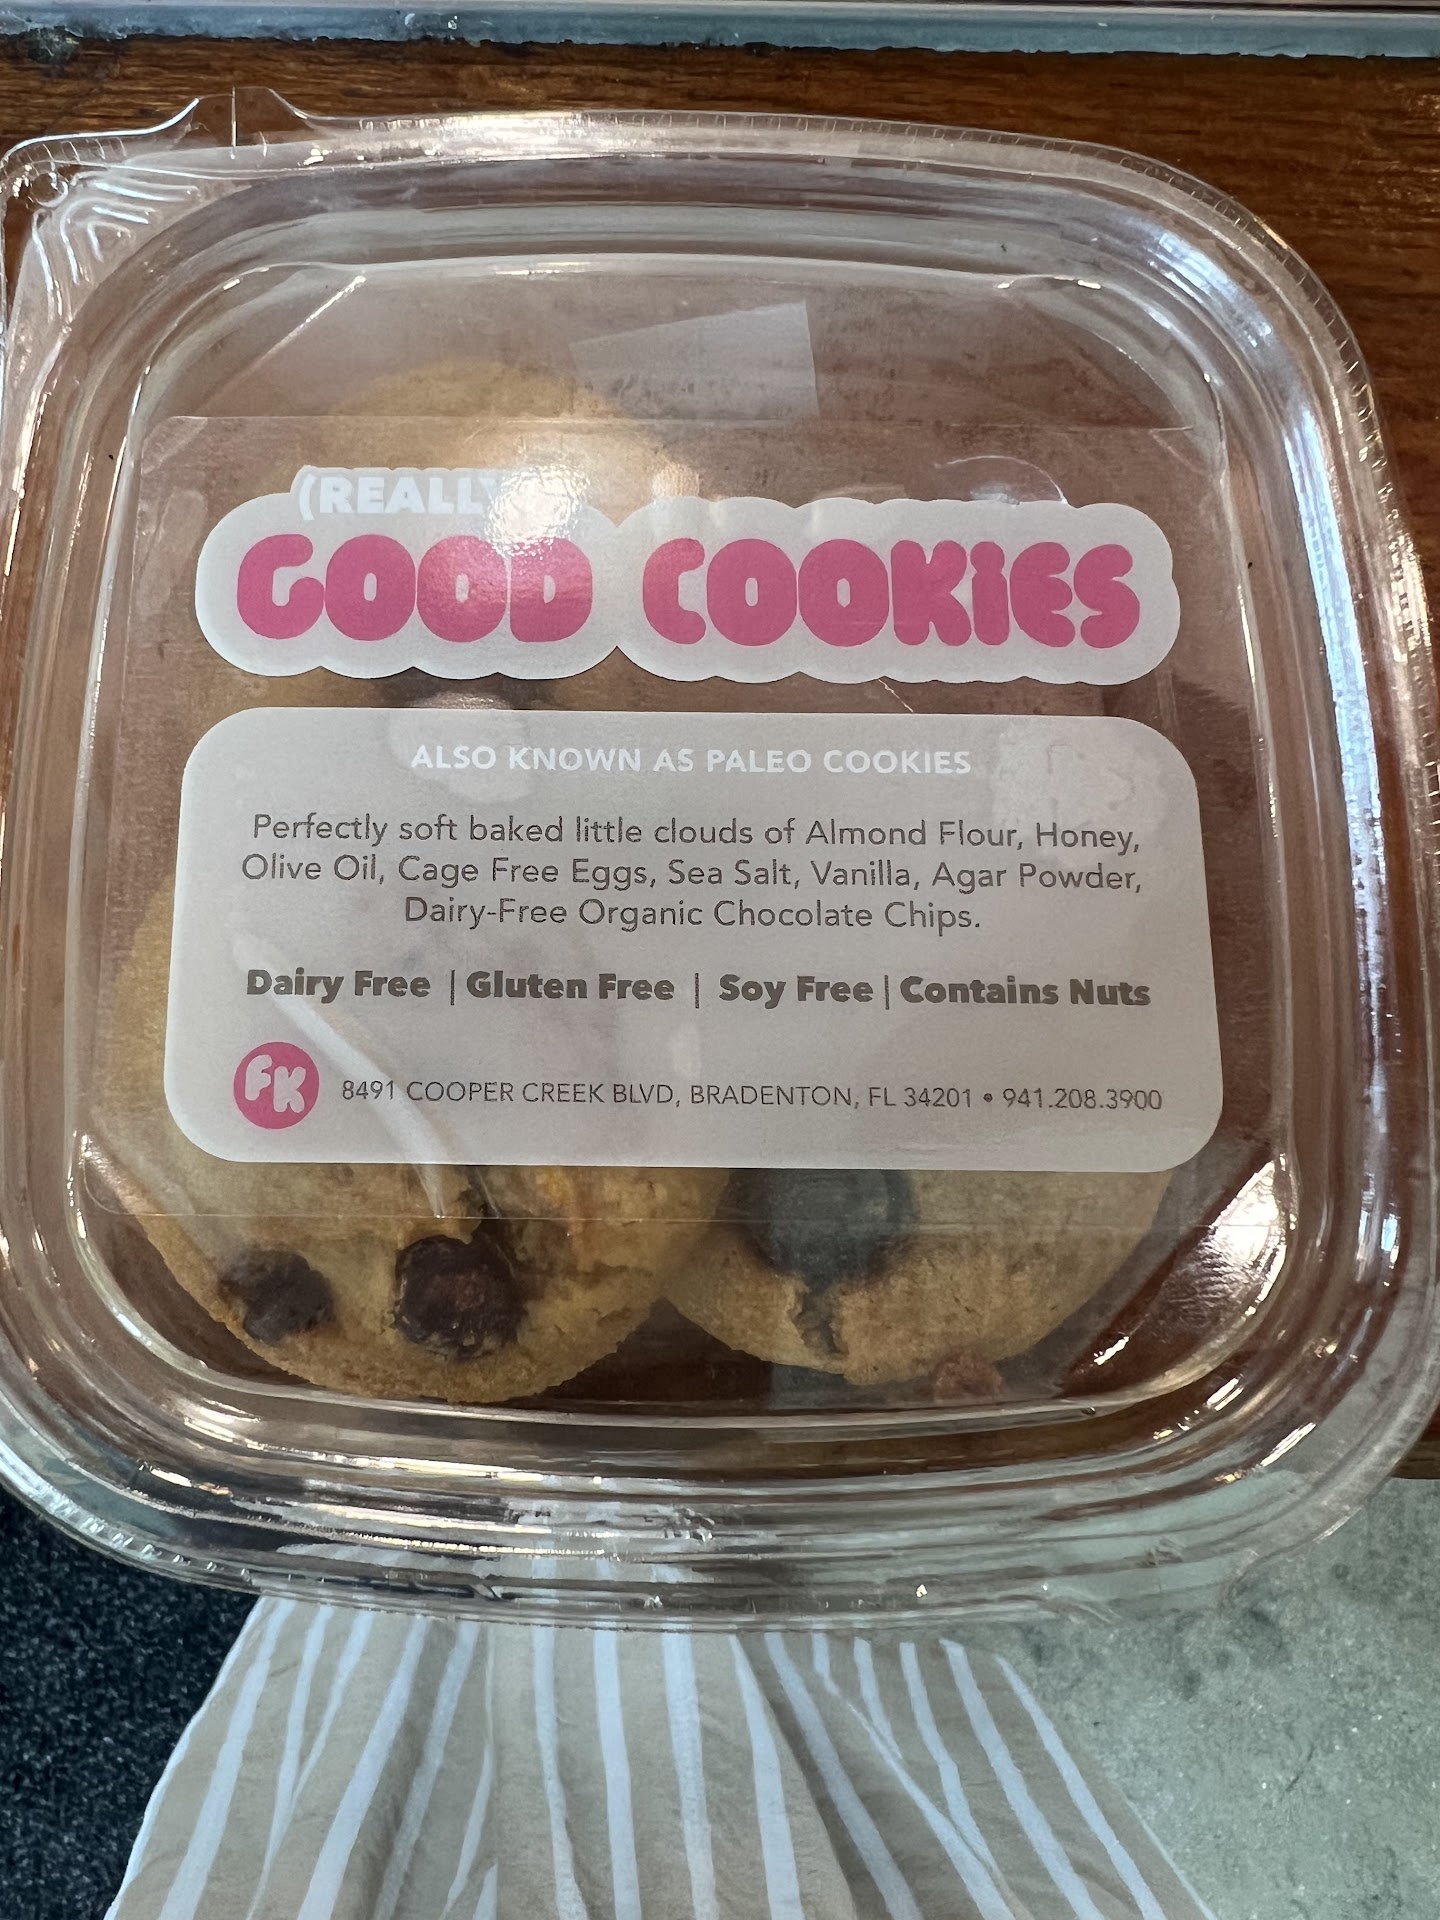 (REALLY
GOOD COOKIES
ALSO KNOWN AS PALEO COOKIES
Perfectly soft baked little clouds of Almond Flour, Honey,
Olive Oil, Cage Free Eggs, Sea Salt, Vanilla, Agar Powder,
Dairy-Free Organic Chocolate Chips.
Dairy Free | Gluten Free | Soy Free | Contains Nuts
FK 8491 COOPER CREEK BLVD, BRADENTON, FL 34201 • 941.208.3900